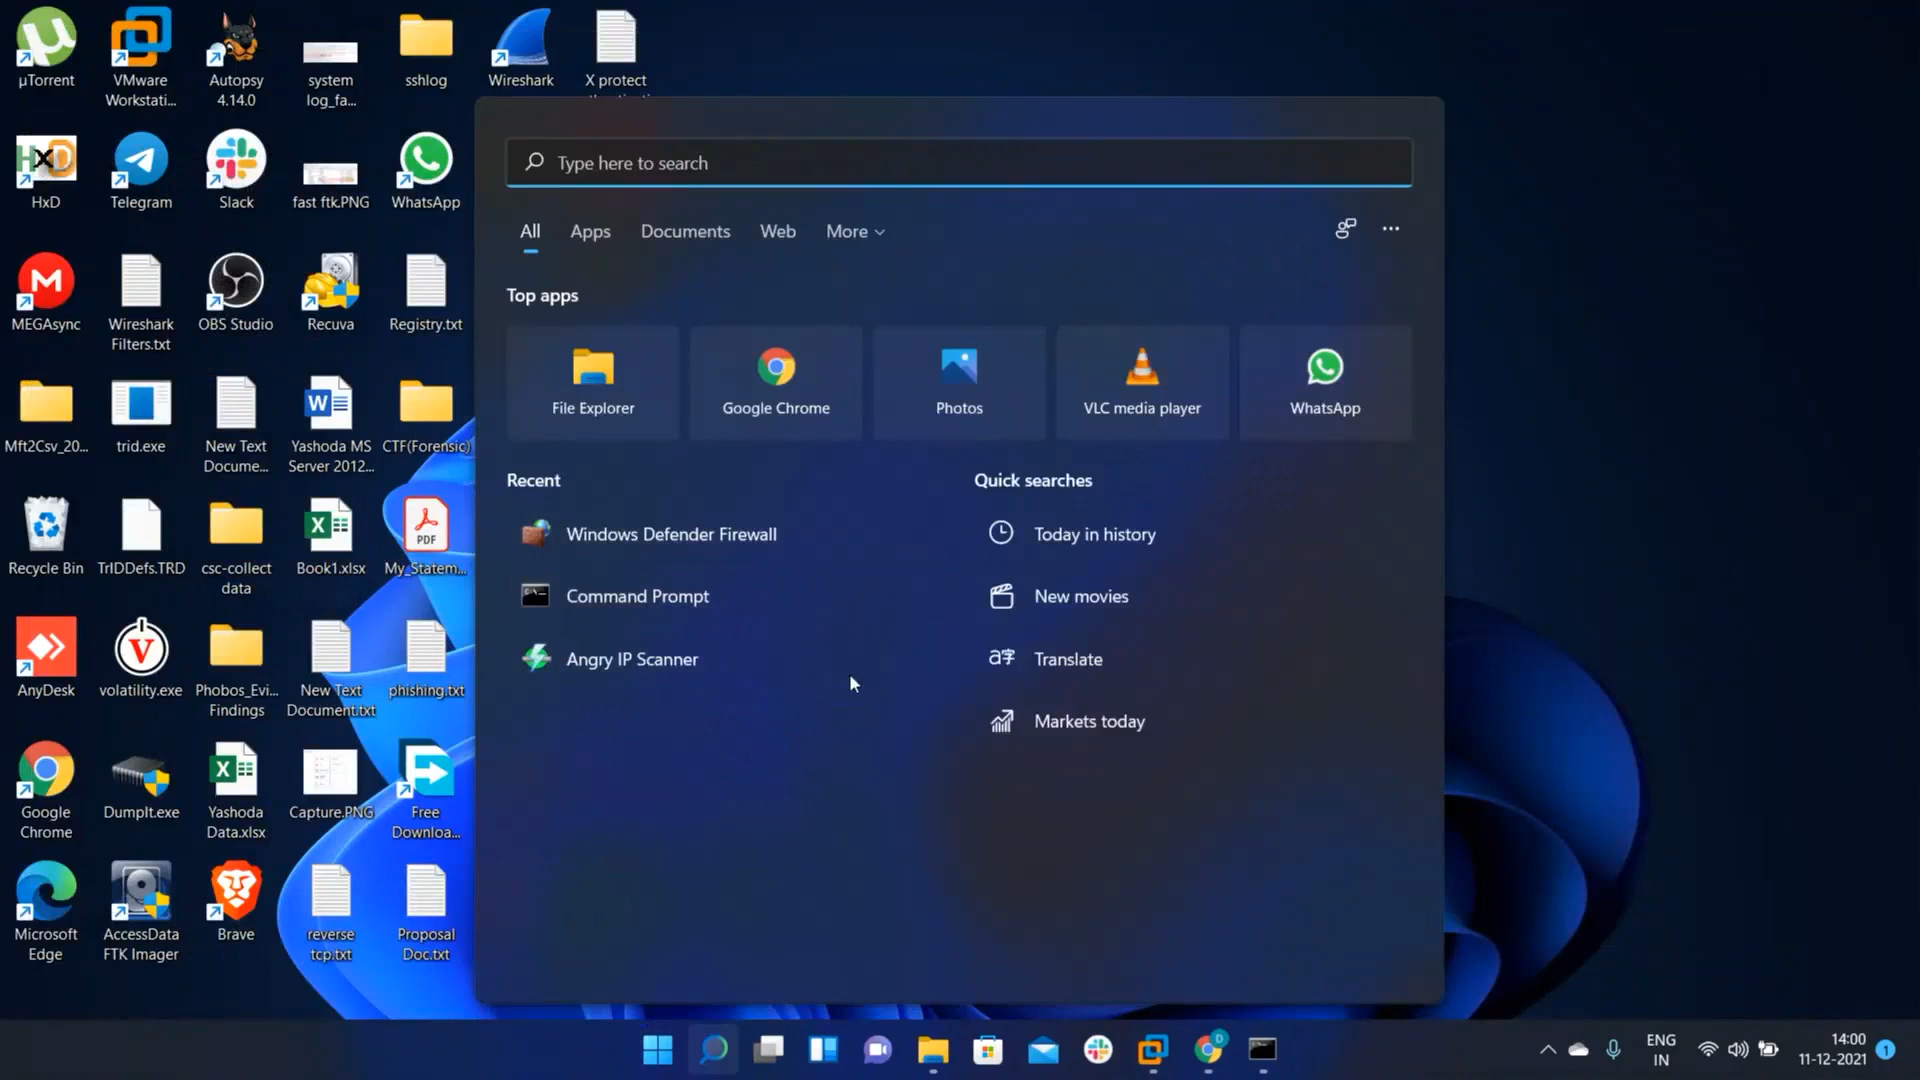 µTorrent
VMware
Workstati...
Autopsy
4.14.0
system
log_fa...
sshlog
Wireshark
X protect
HxD
Telegram
Slack
fast ftk.PNG
WhatsApp
MEGAsync
Wireshark
Filters.txt
OBS Studio
Recuva
Registry.txt
Mft2Csv_20...
trid.exe
New Text
Docume...
Yashoda MS
Server 2012...
CTF(Forensic)
Recycle Bin
TrIDDefs.TRD
csc-collect
data
Book1.xlsx
PDF
My_Statem...
AnyDesk
volatility.exe
Phobos_Evi...
Findings
New Text
Document.txt
phishing.txt
Google
Chrome
DumpIt.exe
Yashoda
Data.xlsx
Capture.PNG
Free
Downloa...
Microsoft
Edge
AccessData
FTK Imager
Brave
reverse
tcp.txt
Proposal
Doc.txt
Type here to search
All Apps Documents Web More
Top apps
File Explorer
Google Chrome
Photos
VLC media player
WhatsApp
Recent
Windows Defender Firewall
Command Prompt
Angry IP Scanner
Quick searches
Today in history
New movies
Translate
Markets today
D
ENG
IN
14:00
11-12-2021
1